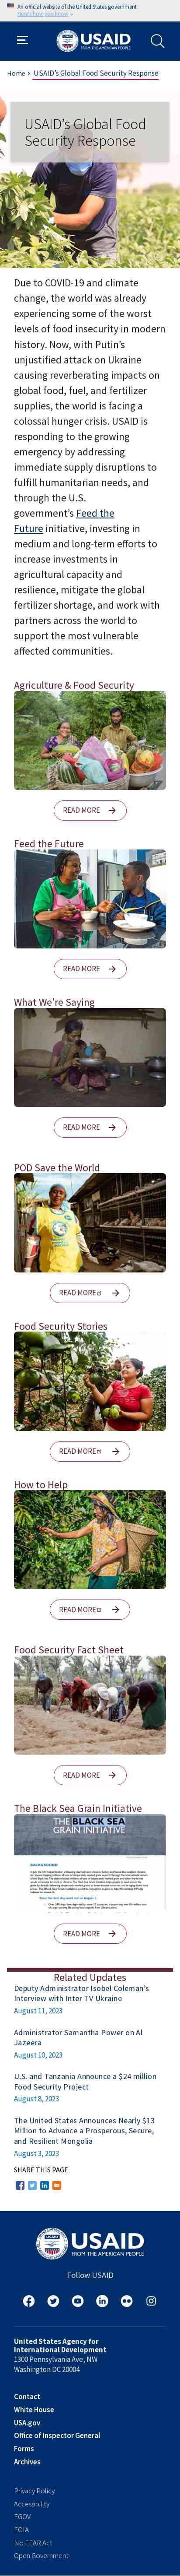 An official website of the United States government
Here's how you know
USAID
FROM THE AMERICAN PEOPLE
Home › USAID's Global Food Security Response
USAID's Global Food
Security Response
Due to COVID-19 and climate
change, the world was already
experiencing some of the worst
levels of food insecurity in modern
history. Now, with Putin's
unjustified attack on Ukraine
causing reverberating impacts on
global food, fuel, and fertilizer
supplies, the world is facing a
colossal hunger crisis. USAID is
responding to the growing
emergency by addressing
immediate supply disruptions and
fulfill humanitarian needs, and
through the U.S.
government's Feed the
Future initiative, investing in
medium and long-term efforts to
increase investments in
agricultural capacity and
resilience, mitigate the global
fertilizer shortage, and work with
partners across the world to
support the most vulnerable
affected communities.
Agriculture & Food Security
READ MORE →
Feed the Future
READ MORE →
What We're Saying
READ MORE →
POD Save the World
READ MORE →
Food Security Stories
READ MORE →
How to Help
READ MORE →
Food Security Fact Sheet
READ MORE →
The Black Sea Grain Initiative
THE BLACK SEA
GRAIN INITIATIVE
BACKGROUND
READ MORE →
Related Updates
Deputy Administrator Isobel Coleman's
Interview with Inter TV Ukraine
August 11, 2023
Administrator Samantha Power on Al
Jazeera
August 10, 2023
U.S. and Tanzania Announce a $24 million
Food Security Project
August 8, 2023
The United States Announces Nearly $13
Million to Advance a Prosperous, Secure,
and Resilient Mongolia
August 3, 2023
SHARE THIS PAGE
USAID
FROM THE AMERICAN PEOPLE
Follow USAID
United States Agency for
International Development
1300 Pennsylvania Ave, NW
Washington DC 20004
Contact
White House
USA.gov
Office of Inspector General
Forms
Archives
Privacy Policy
Accessibility
EGOV
FOIA
No FEAR Act
Open Government